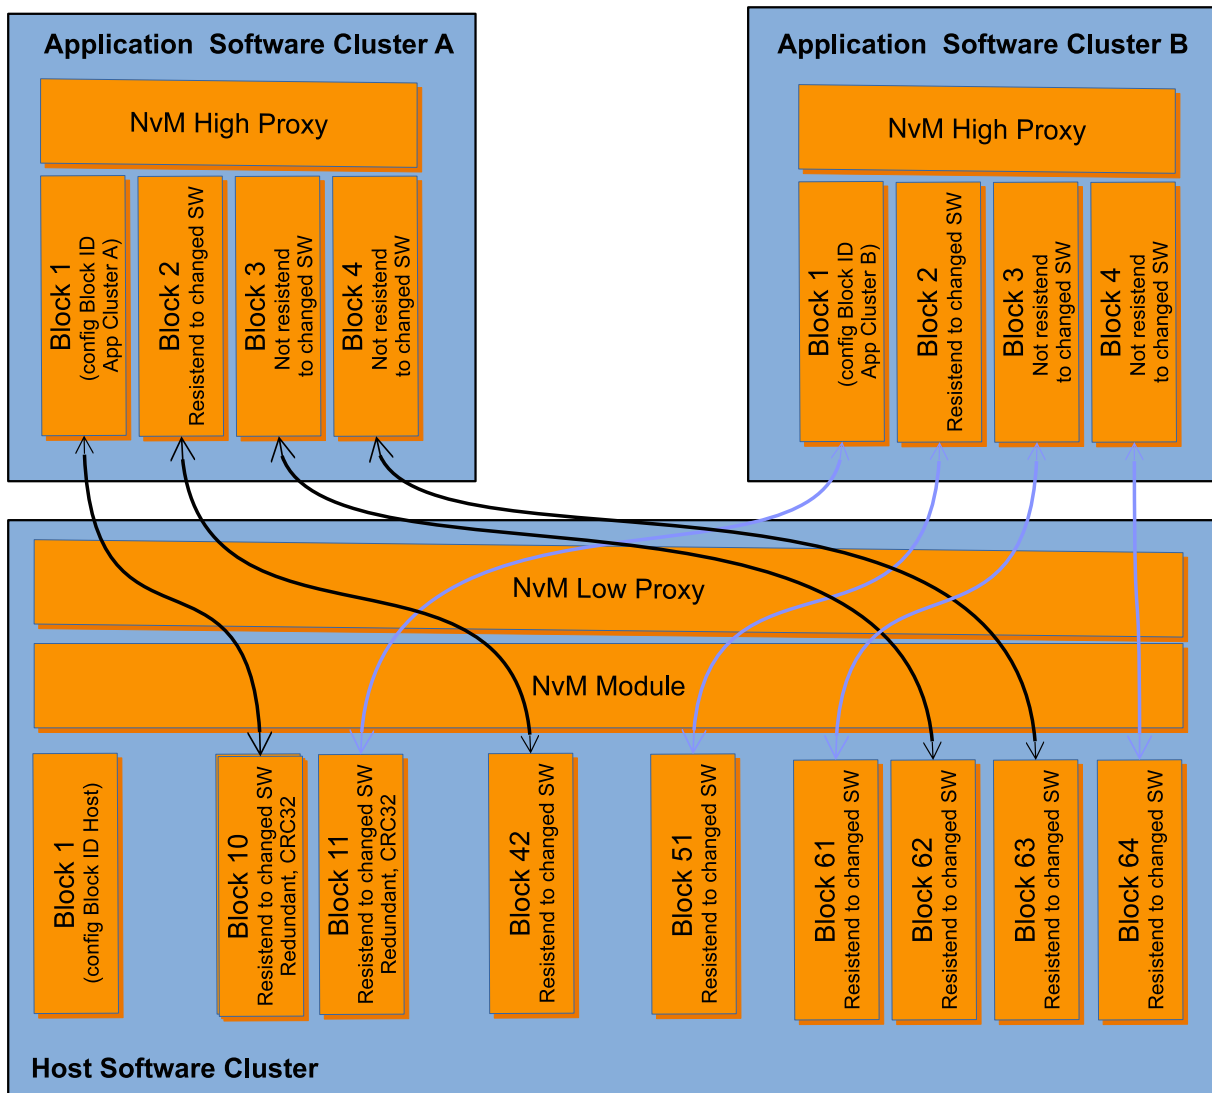 Application Software Cluster A
NvM High Proxy
Block 1
(config Block ID
App Cluster A)
Block 2
Resistend to changed SW
Block 3
Not resistend
to changed SW
Block 4
Not resistend
to changed SW
Application Software Cluster B
NvM High Proxy
Block 1
(config Block ID
App Cluster B)
Block 2
Resistend to changed SW
Block 3
Not resistend
to changed SW
Block 4
Not resistend
to changed SW
NvM Low Proxy
NvM Module
Block 1
(config Block ID Host)
Block 10
Resistend to changed SW
Redundant, CRC32
Block 11
Resistend to changed SW
Redundant, CRC32
Block 42
Resistend to changed SW
Block 51
Resistend to changed SW
Block 61
Resistend to changed SW
Block 62
Resistend to changed SW
Block 63
Resistend to changed SW
Block 64
Resistend to changed SW
Host Software Cluster